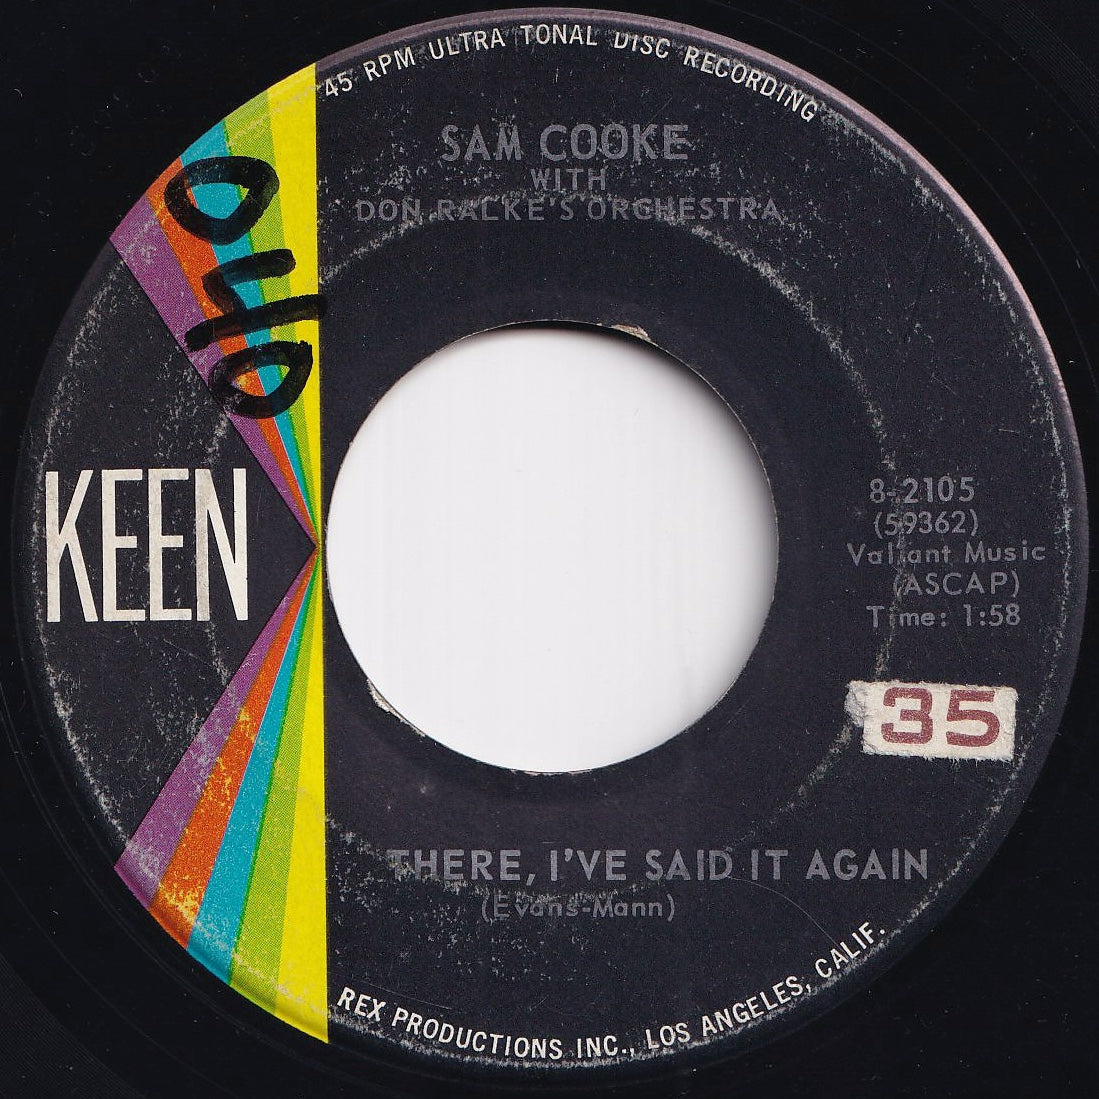 45 RPM ULTRA TONAL DISC RECORDING
SAM COOKE
WITH
DON RALKE'S ORCHESTRA
040
KEEN
8-2105
(59362)
Valiant Music
(ASCAP)
Time: 1:58
35
THERE, I'VE SAID IT AGAIN
(Evans-Mann)
REX PRODUCTIONS INC., LOS ANGELES, CALIF.